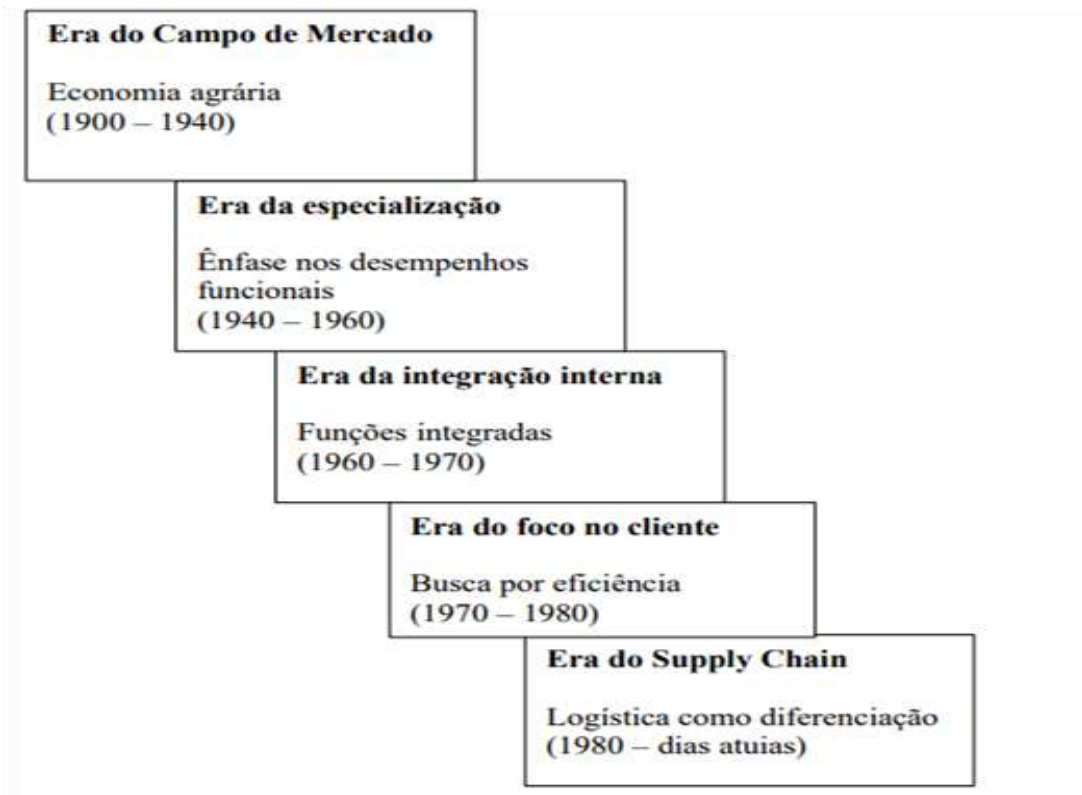 Era do Campo de Mercado
Economia agrária
(1900 – 1940)
Era da especialização
Ênfase nos desempenhos
funcionais
(1940 – 1960)
Era da integração interna
Funções integradas
(1960 – 1970)
Era do foco no cliente
Busca por eficiência
(1970 – 1980)
Era do Supply Chain
Logística como diferenciação
(1980 – dias atuias)